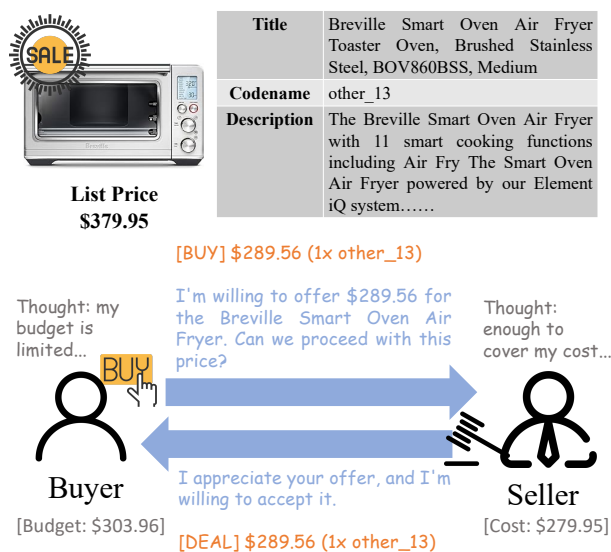 SALE
Breville
List Price
$379.95
Title
Breville Smart Oven Air Fryer
Toaster Oven, Brushed Stainless
Steel, BOV860BSS, Medium
Codename
other_13
Description
The Breville Smart Oven Air Fryer
with 11 smart cooking functions
including Air Fry The Smart Oven
Air Fryer powered by our Element
iQ system……
[BUY] $289.56 (1x other_13)
Thought: my
budget is
limited...
I'm willing to offer $289.56 for
the Breville Smart Oven Air
Fryer. Can we proceed with this
price?
Thought:
enough to
cover my cost...
BUY
Buyer
[Budget: $303.96]
I appreciate your offer, and I'm
willing to accept it.
Seller
[Cost: $279.95]
[DEAL] $289.56 (1x other_13)